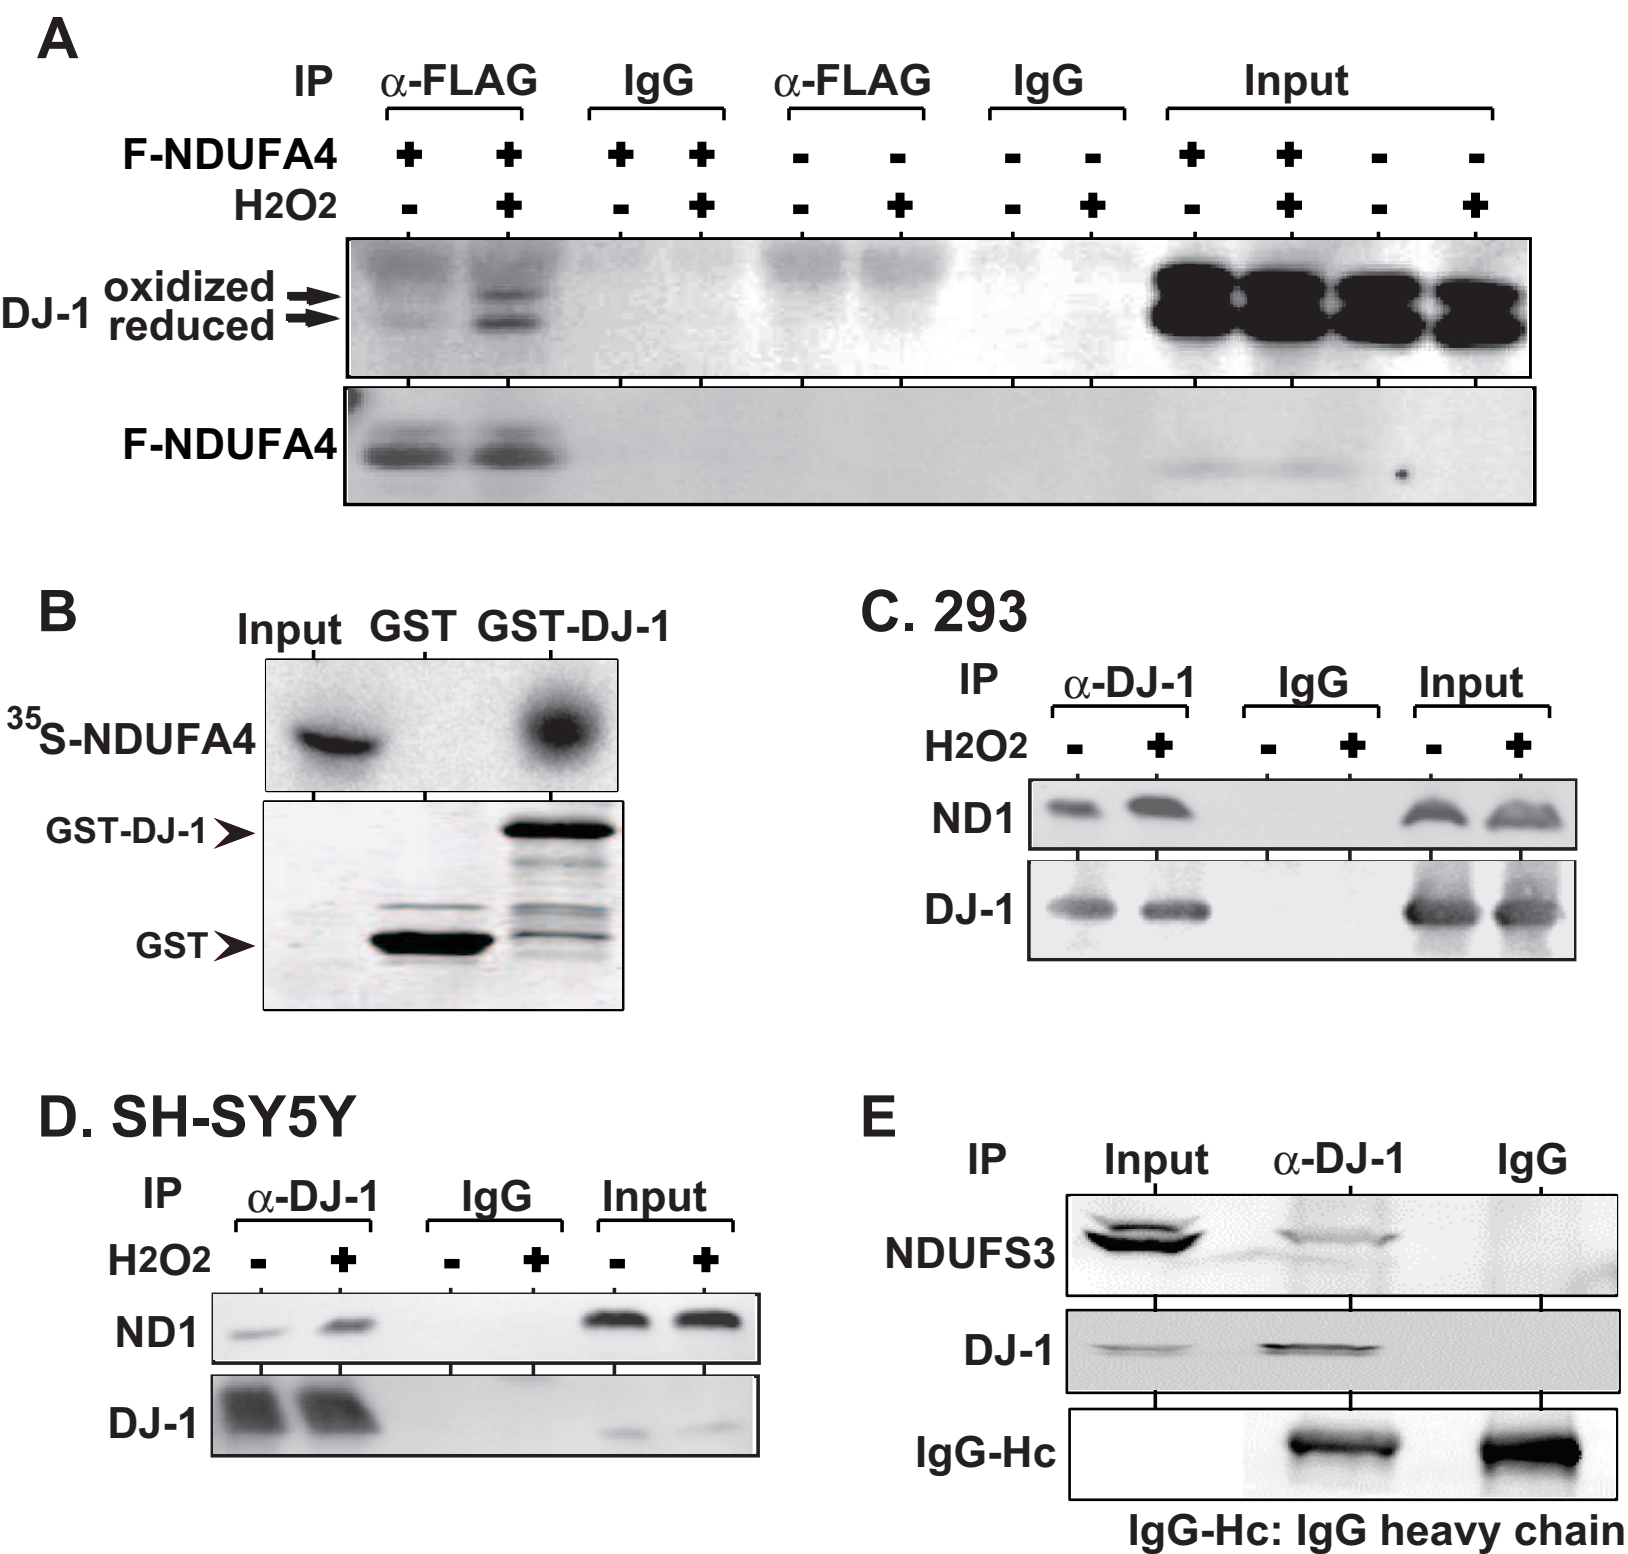 A
IP α-FLAG IgG α-FLAG IgG Input
F-NDUFA4 + + + + - - - - + + - -
H2O2 - + - + - + - + - + - +
DJ-1 oxidized
reduced
F-NDUFA4
B
Input GST GST-DJ-1
35S-NDUFA4
GST-DJ-1
GST
C. 293
IP α-DJ-1 IgG Input
H2O2 - + - + - +
ND1
DJ-1
D. SH-SY5Y
IP α-DJ-1 IgG Input
H2O2 - + - + - +
ND1
DJ-1
E
IP Input α-DJ-1 IgG
NDUFS3
DJ-1
IgG-Hc
IgG-Hc: IgG heavy chain